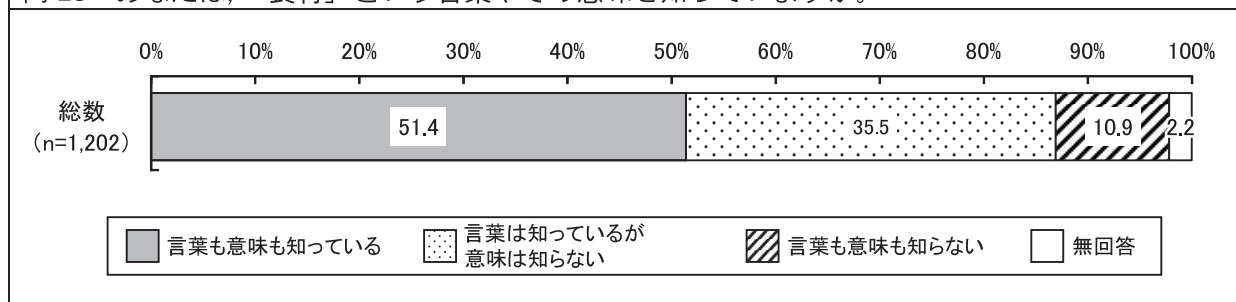 0% 10% 20% 30% 40% 50% 60% 70% 80% 90% 100%
総数
(n=1,202)
51.4 35.5 10.9 2.2
言葉も意味も知っている
言葉は知っているが
意味は知らない
言葉も意味も知らない
無回答